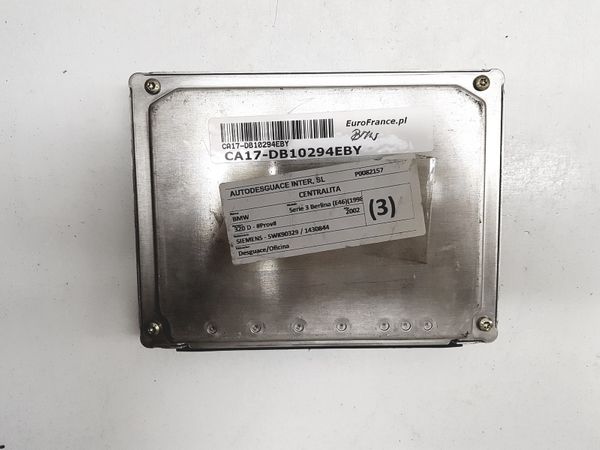 EuroFrance.pl
CA17-DB10294EBY
CA17-DB10294EBY
AUTODESGUACE INTER, SL P0082157
CENTRALITA
BMW Serie 3 Berlina (E46)(1998
320 D - #Prov# 2002
(3)
SIEMENS - 5WK90329 / 1430844
Desguace/Oficina